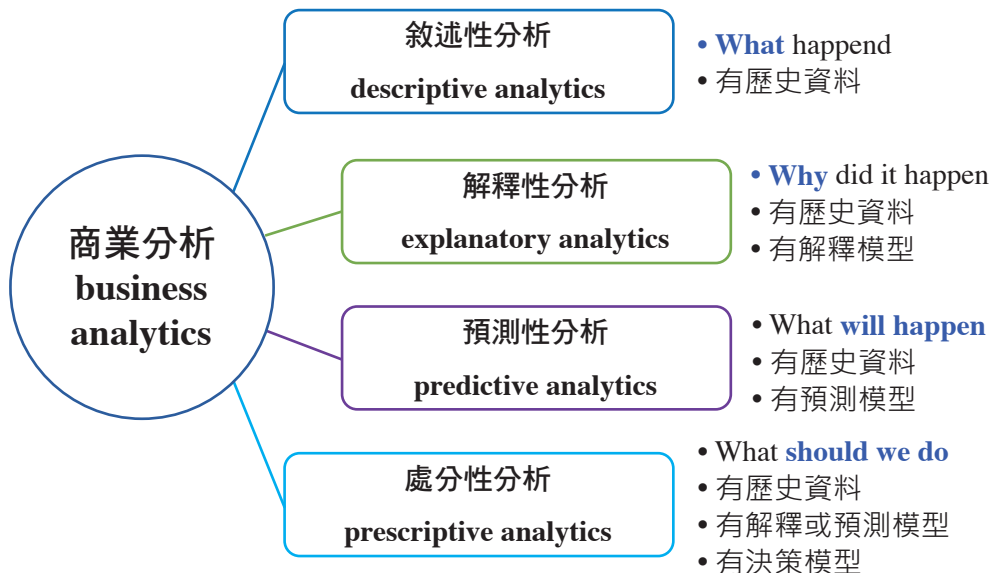 商業分析
business
analytics
敘述性分析
descriptive analytics
• What happend
• 有歷史資料
解釋性分析
explanatory analytics
• Why did it happen
• 有歷史資料
• 有解釋模型
預測性分析
predictive analytics
• What will happen
• 有歷史資料
• 有預測模型
處分性分析
prescriptive analytics
• What should we do
• 有歷史資料
• 有解釋或預測模型
• 有決策模型